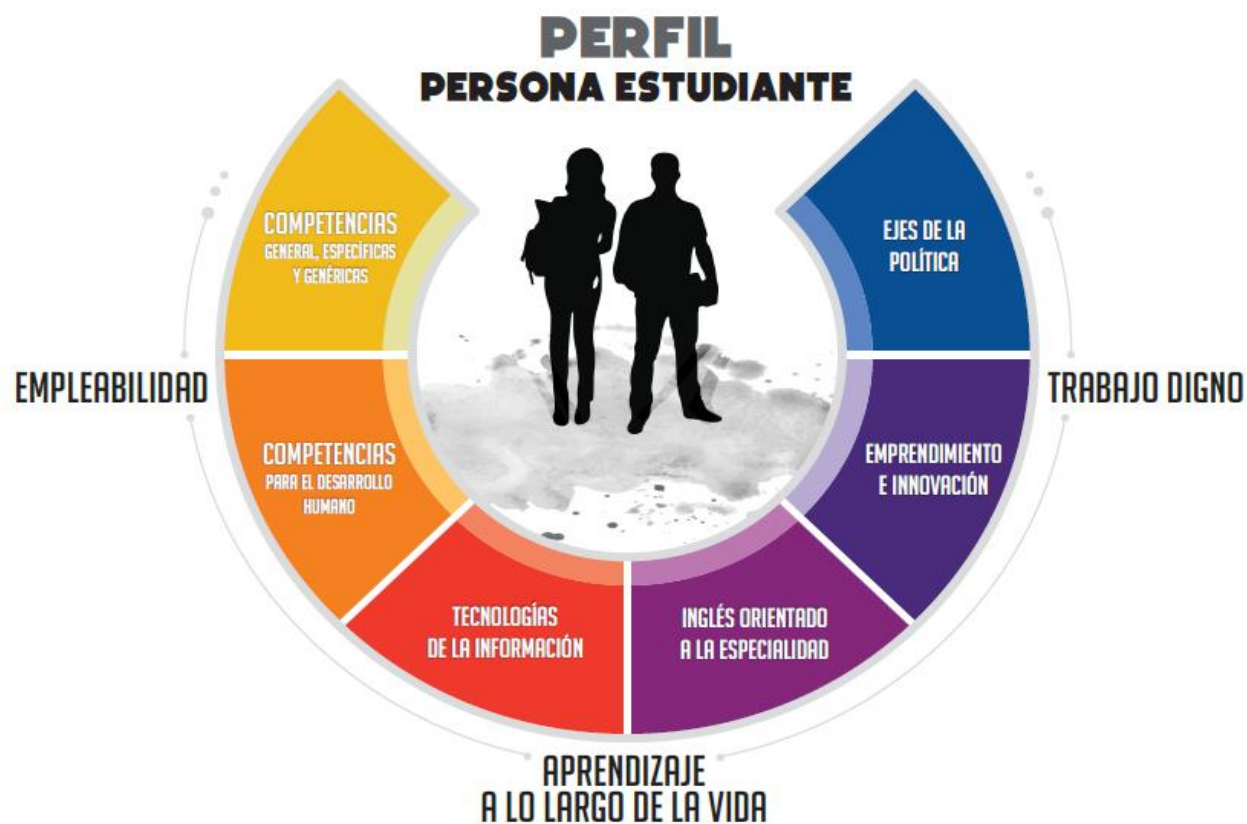 PERFIL
PERSONA ESTUDIANTE
COMPETENCIAS
GENERAL, ESPECÍFICAS
Y GENÉRICAS
EJES DE LA
POLÍTICA
EMPLEABILIDAD
TRABAJO DIGNO
COMPETENCIAS
PARA EL DESARROLLO
HUMANO
EMPRENDIMIENTO
E INNOVACIÓN
TECNOLOGÍAS
DE LA INFORMACIÓN
INGLÉS ORIENTADO
A LA ESPECIALIDAD
APRENDIZAJE
A LO LARGO DE LA VIDA